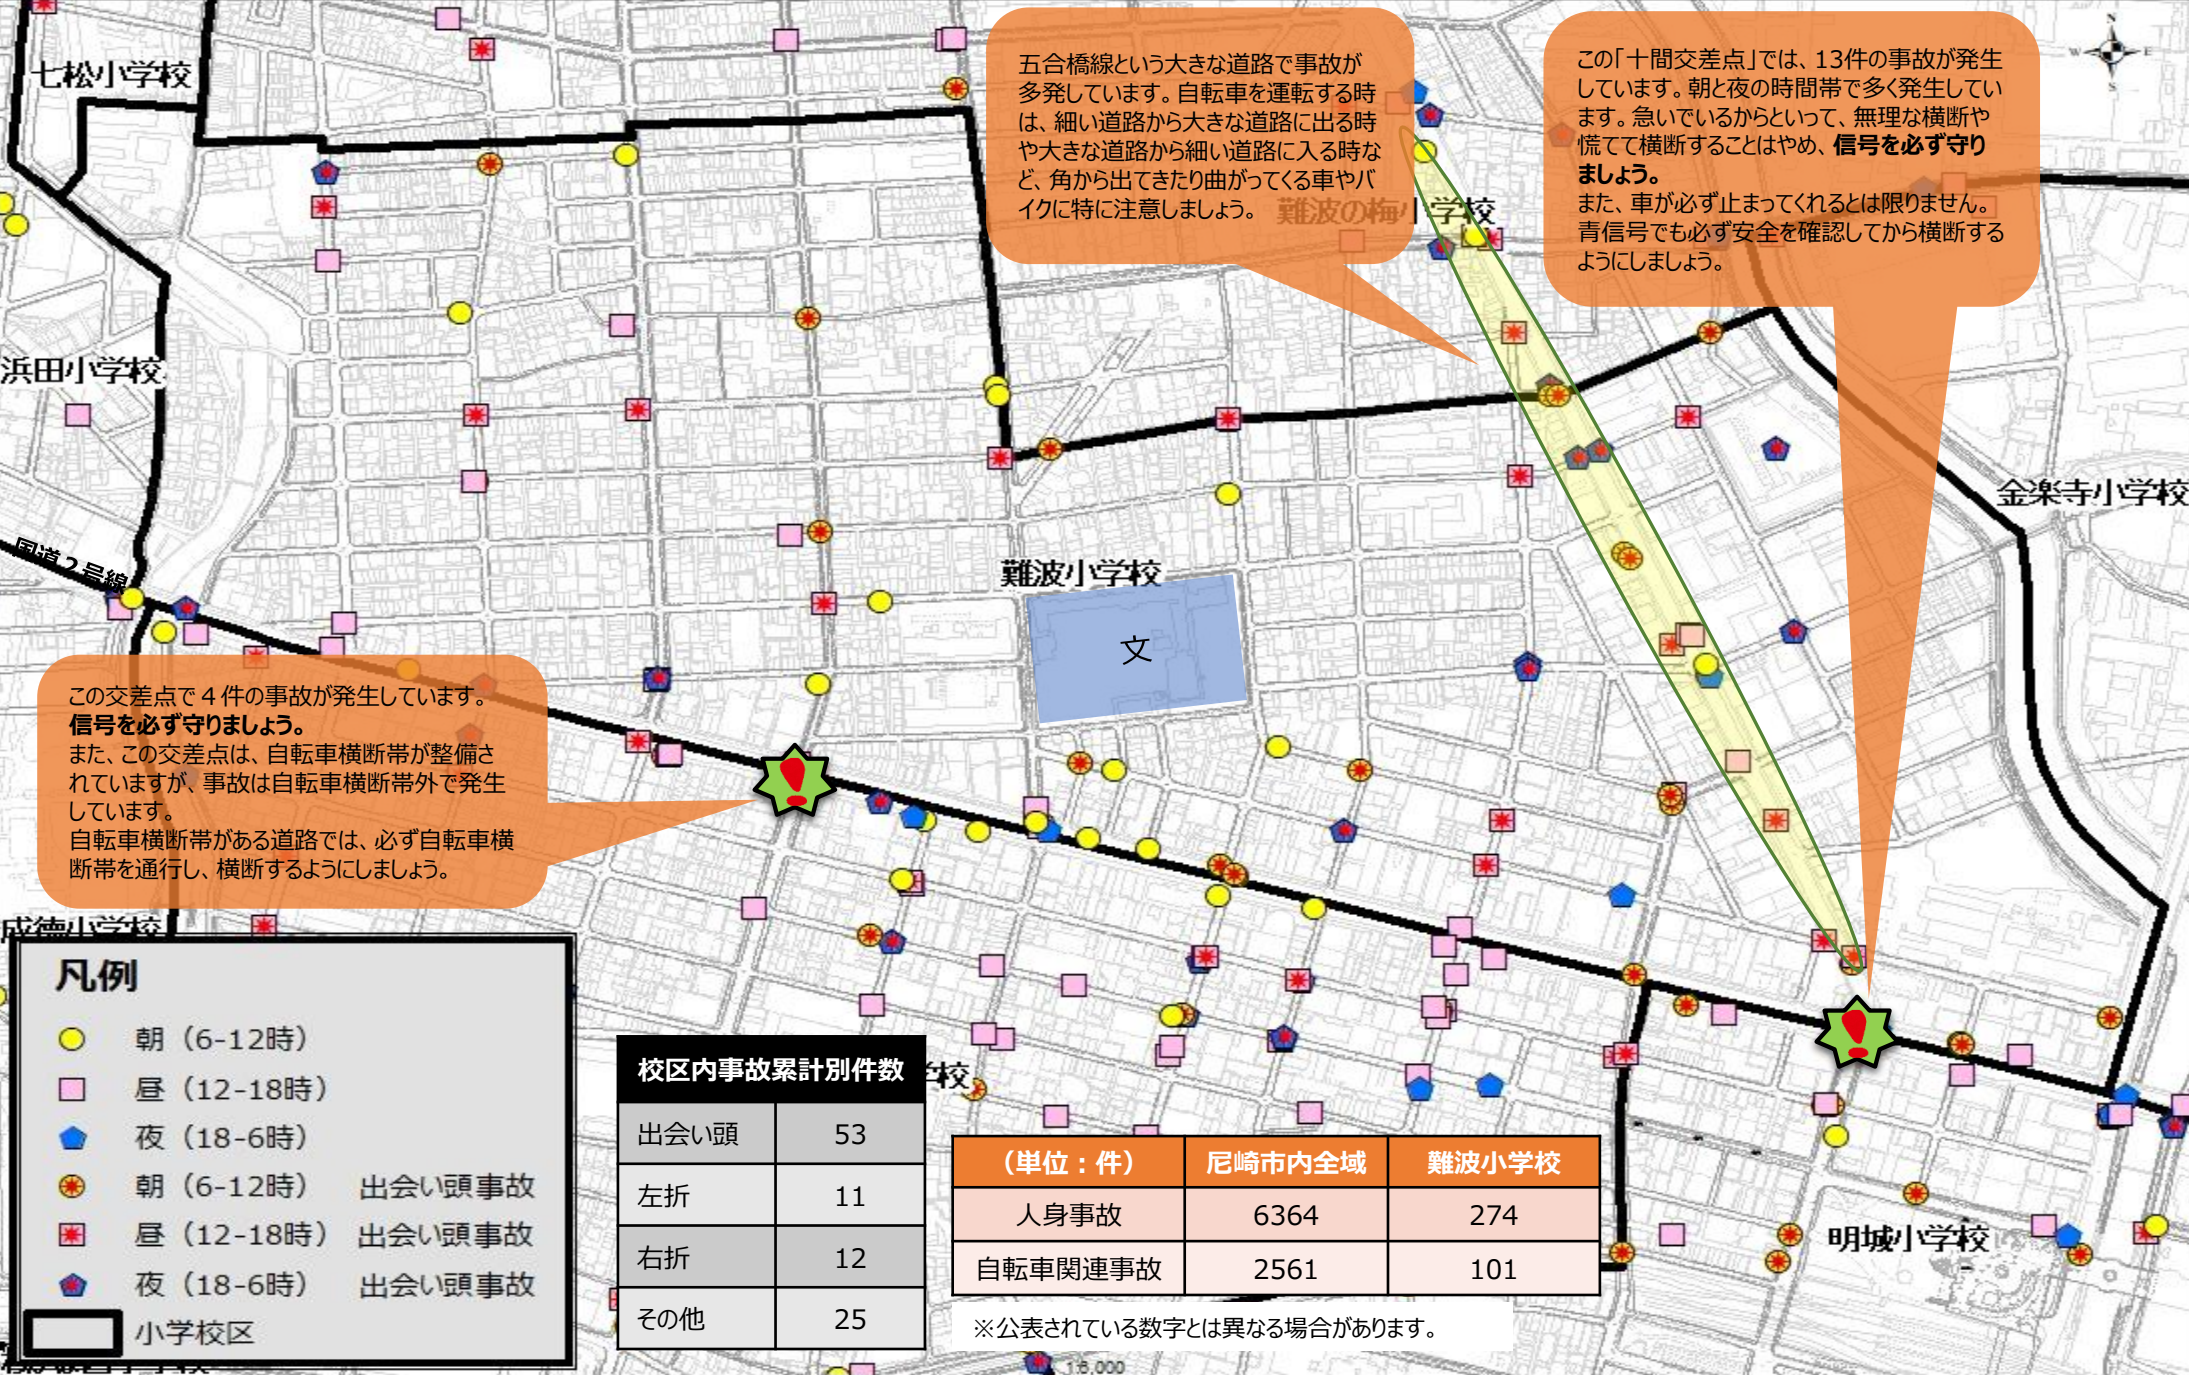 七松小学校
五合橋線という大きな道路で事故が
多発しています。自転車を運転する時
は、細い道路から大きな道路に出る時
や大きな道路から細い道路に入る時な
ど、角から出てきたり曲がってくる車やバ
イクに特に注意しましょう。
難波の梅小学校
この「十間交差点」では、13件の事故が発生
しています。朝と夜の時間帯で多く発生してい
ます。急いでいるからといって、無理な横断や
慌てて横断することはやめ、信号を必ず守り
ましょう。
また、車が必ず止まってくれるとは限りません。
青信号でも必ず安全を確認してから横断する
ようにしましょう。
N
W
E
S
浜田小学校
金楽寺小学校
国道2号線
難波小学校
文
この交差点で4件の事故が発生しています。
信号を必ず守りましょう。
また、この交差点は、自転車横断帯が整備さ
れていますが、事故は自転車横断帯外で発生
しています。
自転車横断帯がある道路では、必ず自転車横
断帯を通行し、横断するようにしましょう。
成徳小学校
凡例
朝（6-12時）
昼（12-18時）
夜（18-6時）
朝（6-12時） 出会い頭事故
昼（12-18時） 出会い頭事故
夜（18-6時） 出会い頭事故
小学校区
校区内事故累計別件数
出会い頭 53
左折 11
右折 12
その他 25
校
（単位：件） 尼崎市内全域 難波小学校
人身事故 6364 274
自転車関連事故 2561 101
※公表されている数字とは異なる場合があります。
明城小学校
1:6,000